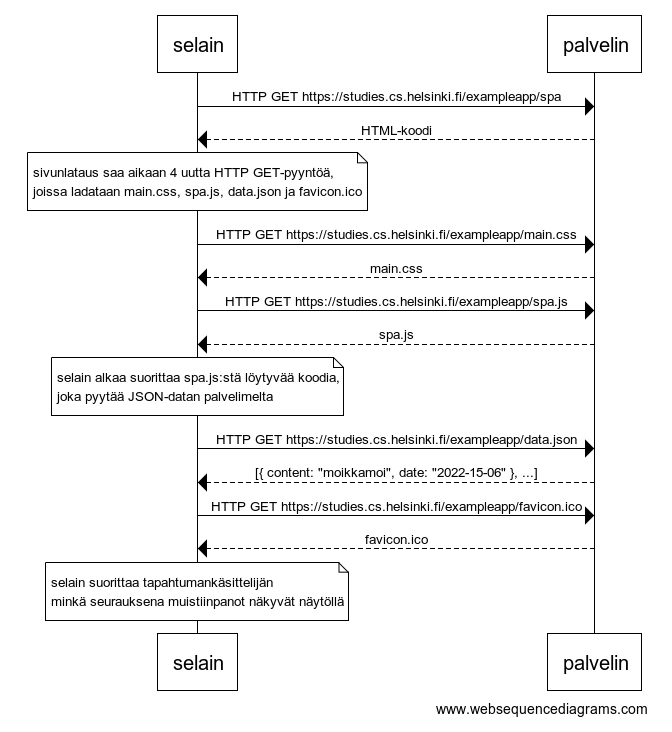 selain
palvelin
HTTP GET https://studies.cs.helsinki.fi/exampleapp/spa
HTML-koodi
sivunlataus saa aikaan 4 uutta HTTP GET-pyyntöä,
joissa ladataan main.css, spa.js, data.json ja favicon.ico
HTTP GET https://studies.cs.helsinki.fi/exampleapp/main.css
main.css
HTTP GET https://studies.cs.helsinki.fi/exampleapp/spa.js
spa.js
selain alkaa suorittaa spa.js:stä löytyvää koodia,
joka pyytää JSON-datan palvelimelta
HTTP GET https://studies.cs.helsinki.fi/exampleapp/data.json
[{ content: "moikkamoi", date: "2022-15-06" }, ...]
HTTP GET https://studies.cs.helsinki.fi/exampleapp/favicon.ico
favicon.ico
selain suorittaa tapahtumankäsittelijän
minkä seurauksena muistiinpanot näkyvät näytöllä
selain
palvelin
www.websequencediagrams.com